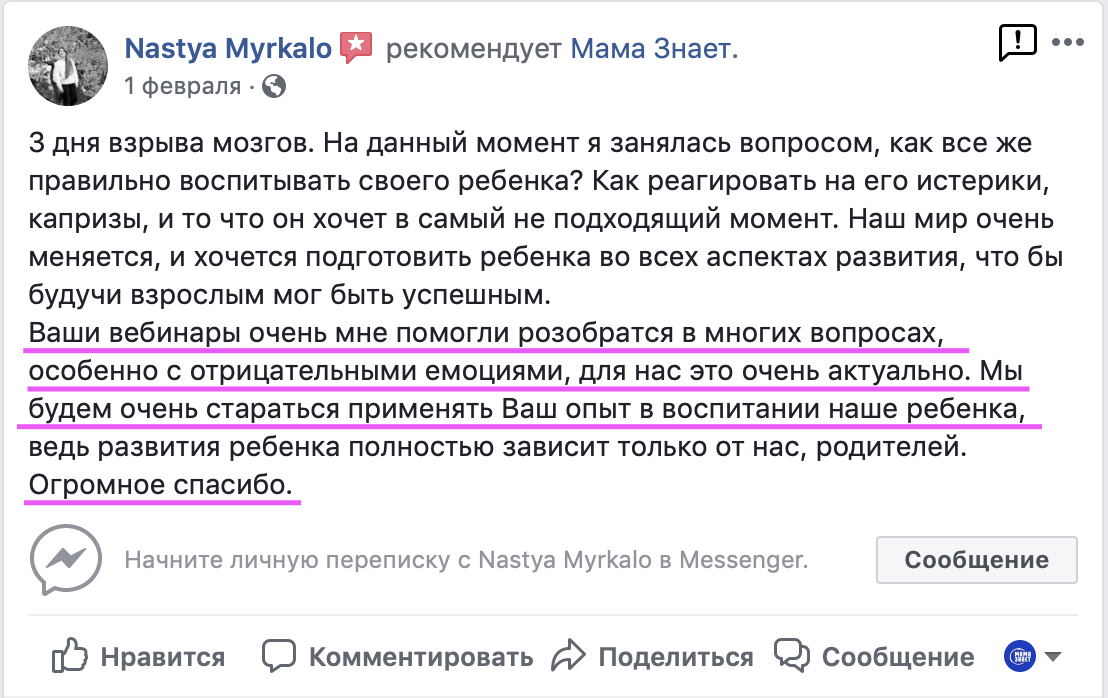 Nastya Myrkalo рекомендует Мама Знает.
1 февраля ·
3 дня взрыва мозгов. На данный момент я занялась вопросом, как все же
правильно воспитывать своего ребенка? Как реагировать на его истерики,
капризы, и то что он хочет в самый не подходящий момент. Наш мир очень
меняется, и хочется подготовить ребенка во всех аспектах развития, что бы
будучи взрослым мог быть успешным.
Ваши вебинары очень мне помогли розобратся в многих вопросах,
особенно с отрицательными емоциями, для нас это очень актуально. Мы
будем очень стараться применять Ваш опыт в воспитании наше ребенка,
ведь развития ребенка полностью зависит только от нас, родителей.
Огромное спасибо.
Начните личную переписку с Nastya Myrkalo в Messenger.
Сообщение
Нравится Комментировать Поделиться Сообщение
МАМА
ЗНАЕТ